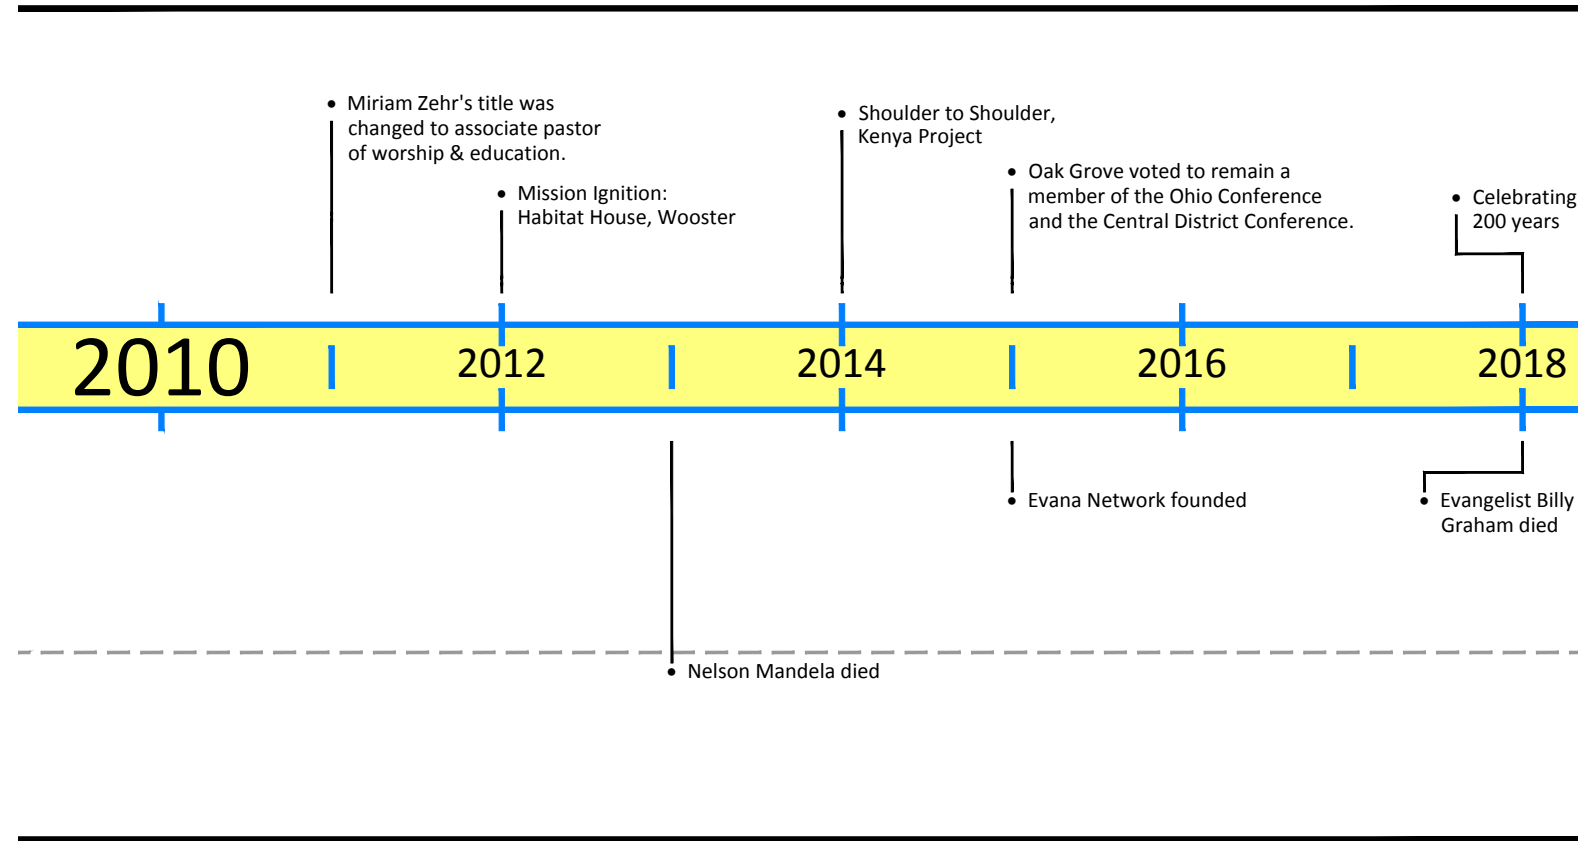 • Miriam Zehr's title was
changed to associate pastor
of worship & education.
• Mission Ignition:
Habitat House, Wooster
• Shoulder to Shoulder,
Kenya Project
• Oak Grove voted to remain a
member of the Ohio Conference
and the Central District Conference.
• Celebrating
200 years
2010
2012
2014
2016
2018
• Evana Network founded
• Evangelist Billy
Graham died
• Nelson Mandela died